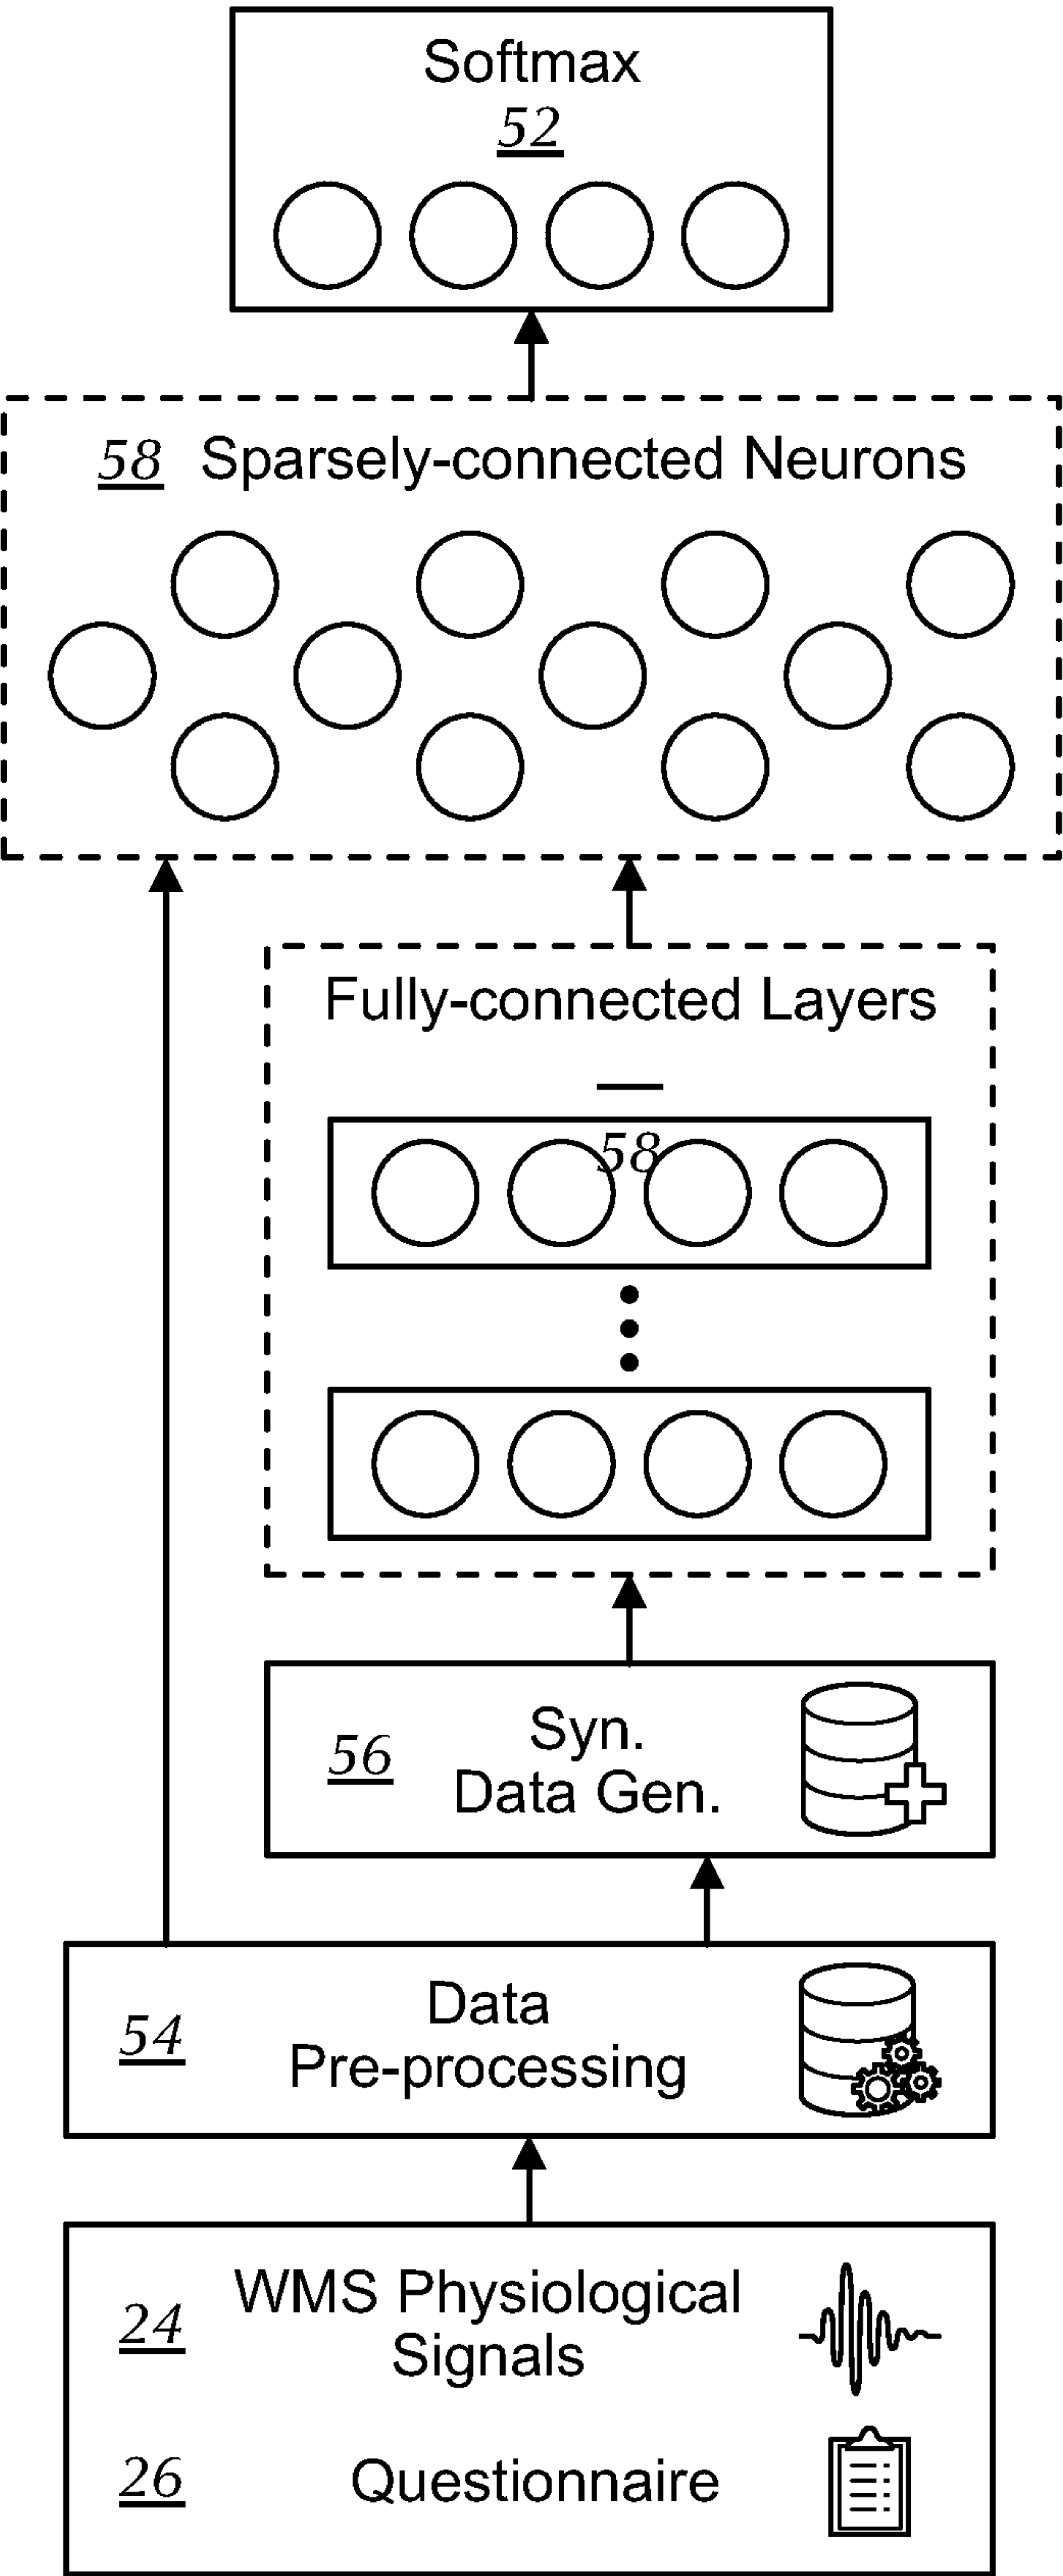 Softmax
52
58 Sparsely-connected Neurons
Fully-connected Layers
58
56
Syn.
Data Gen.
54
Data
Pre-processing
24
WMS Physiological
Signals
26 Questionnaire